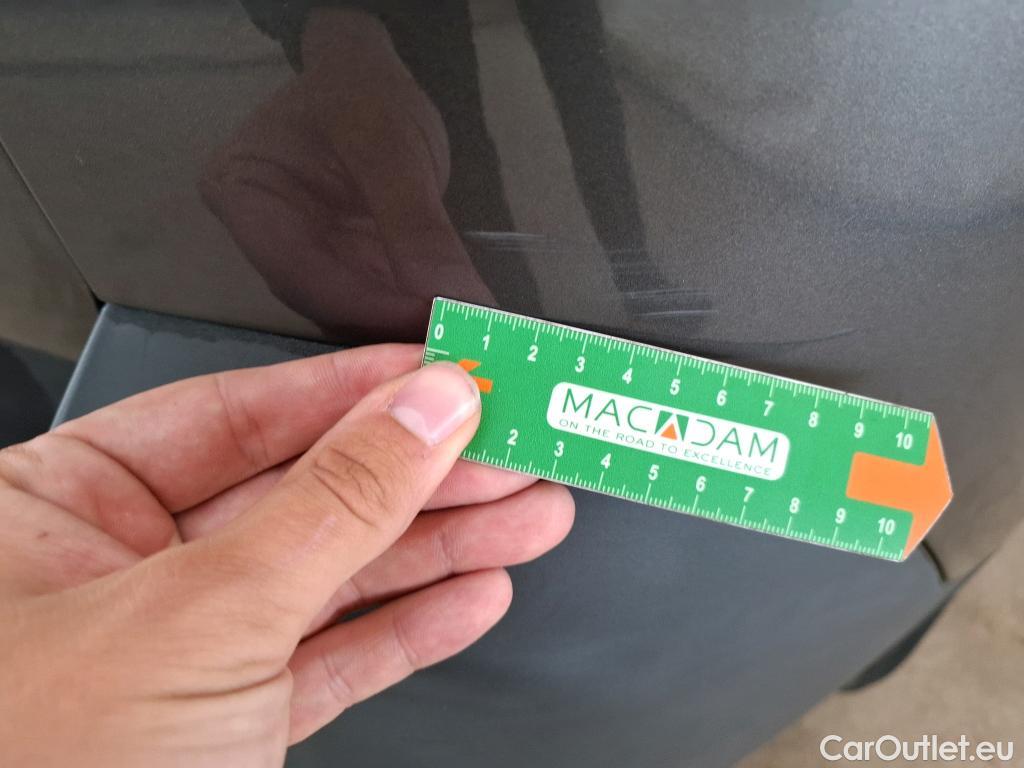 0 1 2 3 4 5 6 7 8 9 10
MACADAM
ON THE ROAD TO EXCELLENCE
2 3 4 5 6 7 8 9 10
CarOutlet.eu